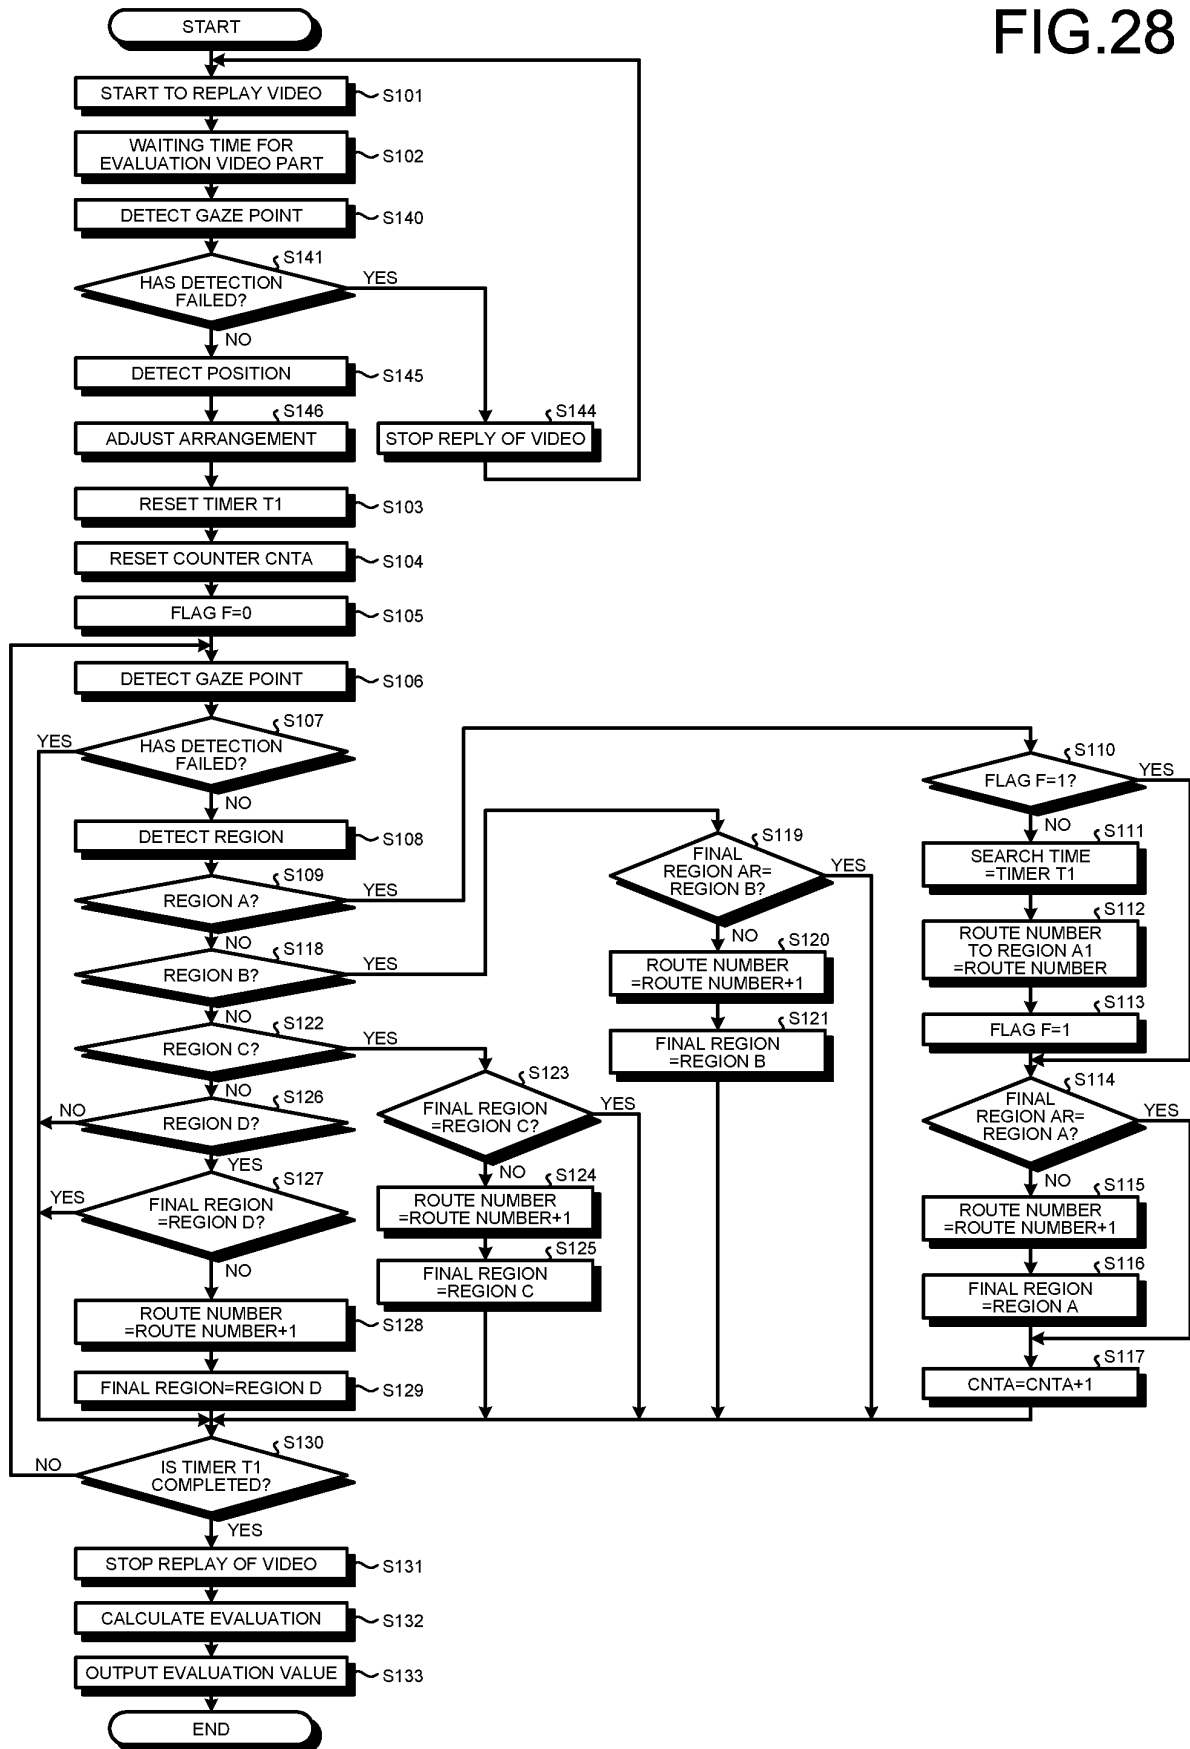 FIG.28
START
START TO REPLAY VIDEO
S101
WAITING TIME FOR
EVALUATION VIDEO PART
S102
DETECT GAZE POINT
S140
S141
HAS DETECTION
FAILED?
YES
NO
DETECT POSITION
S145
S146
ADJUST ARRANGEMENT
S144
STOP REPLY OF VIDEO
RESET TIMER T1
S103
RESET COUNTER CNTA
S104
FLAG F=0
S105
DETECT GAZE POINT
S106
S107
YES
HAS DETECTION
FAILED?
NO
DETECT REGION
S108
S109
REGION A?
YES
NO
S118
REGION B?
YES
NO
S122
REGION C?
YES
NO
S126
NO
REGION D?
YES
S127
YES
FINAL REGION
=REGION D?
NO
ROUTE NUMBER
=ROUTE NUMBER+1
S128
FINAL REGION=REGION D
S129
S123
FINAL REGION
=REGION C?
YES
NO
S124
ROUTE NUMBER
=ROUTE NUMBER+1
S125
FINAL REGION
=REGION C
S119
FINAL
REGION AR=
REGION B?
YES
NO
S120
ROUTE NUMBER
=ROUTE NUMBER+1
S121
FINAL REGION
=REGION B
S110
FLAG F=1?
YES
NO
S111
SEARCH TIME
=TIMER T1
S112
ROUTE NUMBER
TO REGION A1
=ROUTE NUMBER
S113
FLAG F=1
S114
FINAL
REGION AR=
REGION A?
YES
NO
S115
ROUTE NUMBER
=ROUTE NUMBER+1
S116
FINAL REGION
=REGION A
S117
CNTA=CNTA+1
S130
NO
IS TIMER T1
COMPLETED?
YES
STOP REPLAY OF VIDEO
S131
CALCULATE EVALUATION
S132
OUTPUT EVALUATION VALUE
S133
END